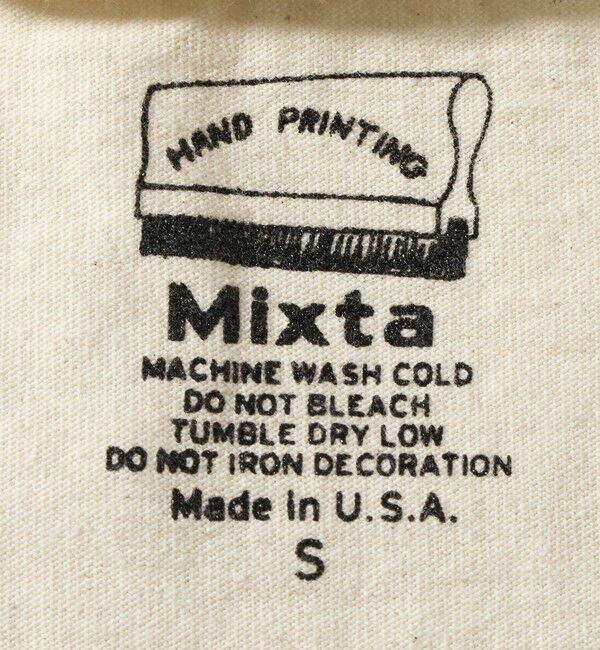 HAND PRINTING
Mixta
MACHINE WASH COLD
DO NOT BLEACH
TUMBLE DRY LOW
DO NOT IRON DECORATION
Made in U.S.A.
S